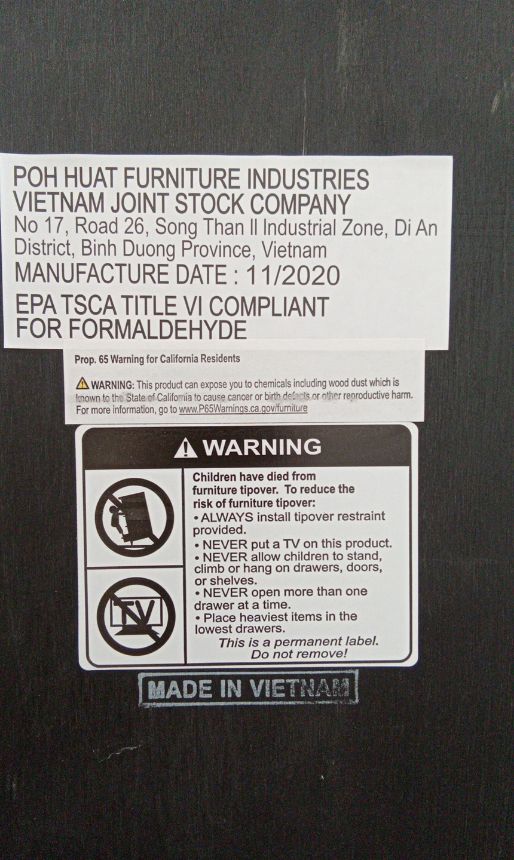 POH HUAT FURNITURE INDUSTRIES
VIETNAM JOINT STOCK COMPANY
No 17, Road 26, Song Than II Industrial Zone, Di An
District, Binh Duong Province, Vietnam
MANUFACTURE DATE : 11/2020
EPA TSCA TITLE VI COMPLIANT
FOR FORMALDEHYDE
Prop. 65 Warning for California Residents
WARNING: This product can expose you to chemicals including wood dust which is
known to the State of California to cause cancer or birth defects or other reproductive harm.
For more information, go to www.P65Warnings.ca.gov/furniture
WARNING
Children have died from
furniture tipover. To reduce the
risk of furniture tipover:
• ALWAYS install tipover restraint
provided.
• NEVER put a TV on this product.
• NEVER allow children to stand,
climb or hang on drawers, doors,
or shelves.
• NEVER open more than one
drawer at a time.
• Place heaviest items in the
lowest drawers.
This is a permanent label.
Do not remove!
TV
MADE IN VIETNAM